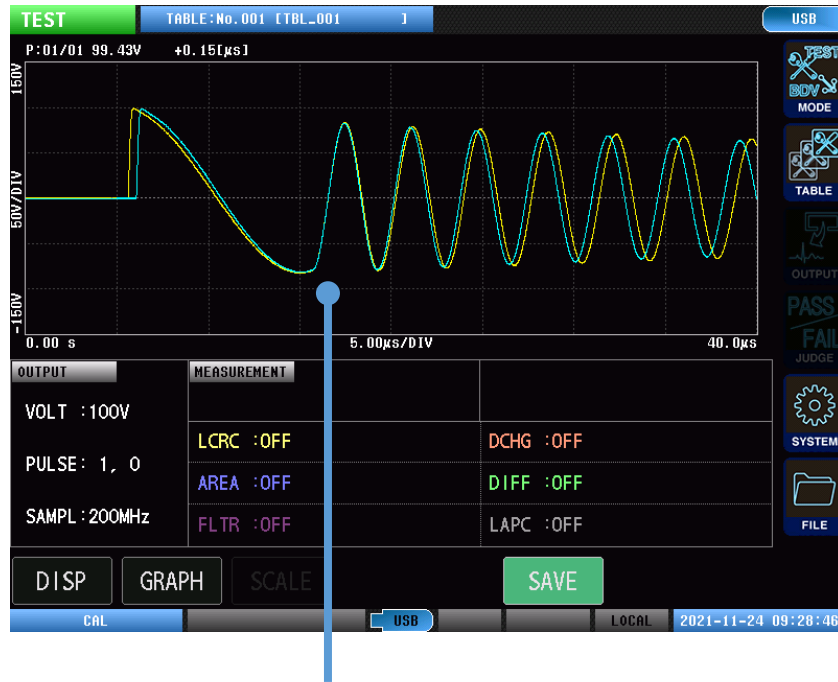 TEST
TABLE:No.001 [TBL_001 ]
USB
P:01/01 99.43V +0.15[μs]
150V
50V/DIV
-150V
0.00 s 5.00μs/DIV 40.0μs
TEST
BDV
MODE
TABLE
OUTPUT
PASS
FAIL
JUDGE
SYSTEM
FILE
OUTPUT
VOLT :100V
PULSE: 1, 0
SAMPL:200MHz
MEASUREMENT
LCRC :OFF DCHG :OFF
AREA :OFF DIFF :OFF
FLTR :OFF LAPC :OFF
DISP GRAPH SCALE SAVE
CAL USB LOCAL 2021-11-24 09:28:46